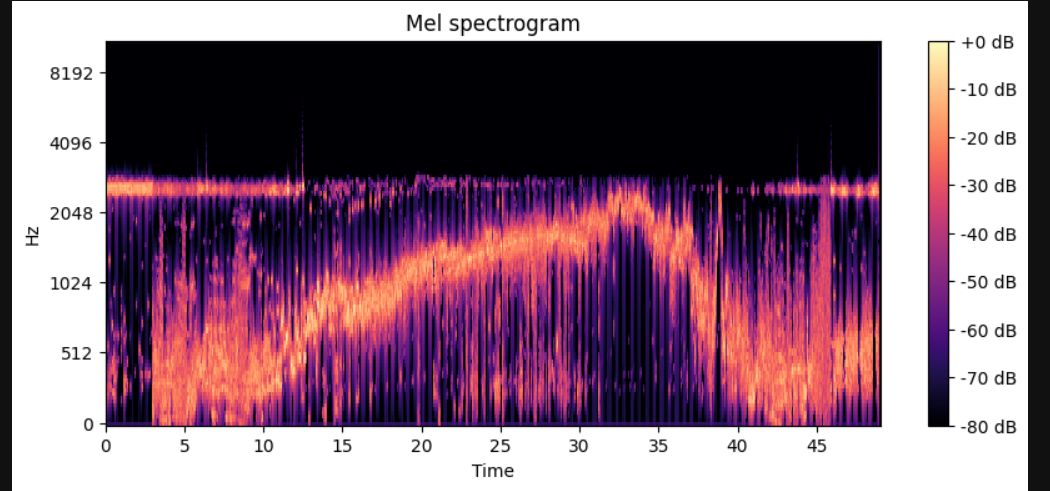 Mel spectrogram
8192
4096
2048
1024
512
0
Hz
0 5 10 15 20 25 30 35 40 45
Time
+0 dB
-10 dB
-20 dB
-30 dB
-40 dB
-50 dB
-60 dB
-70 dB
-80 dB